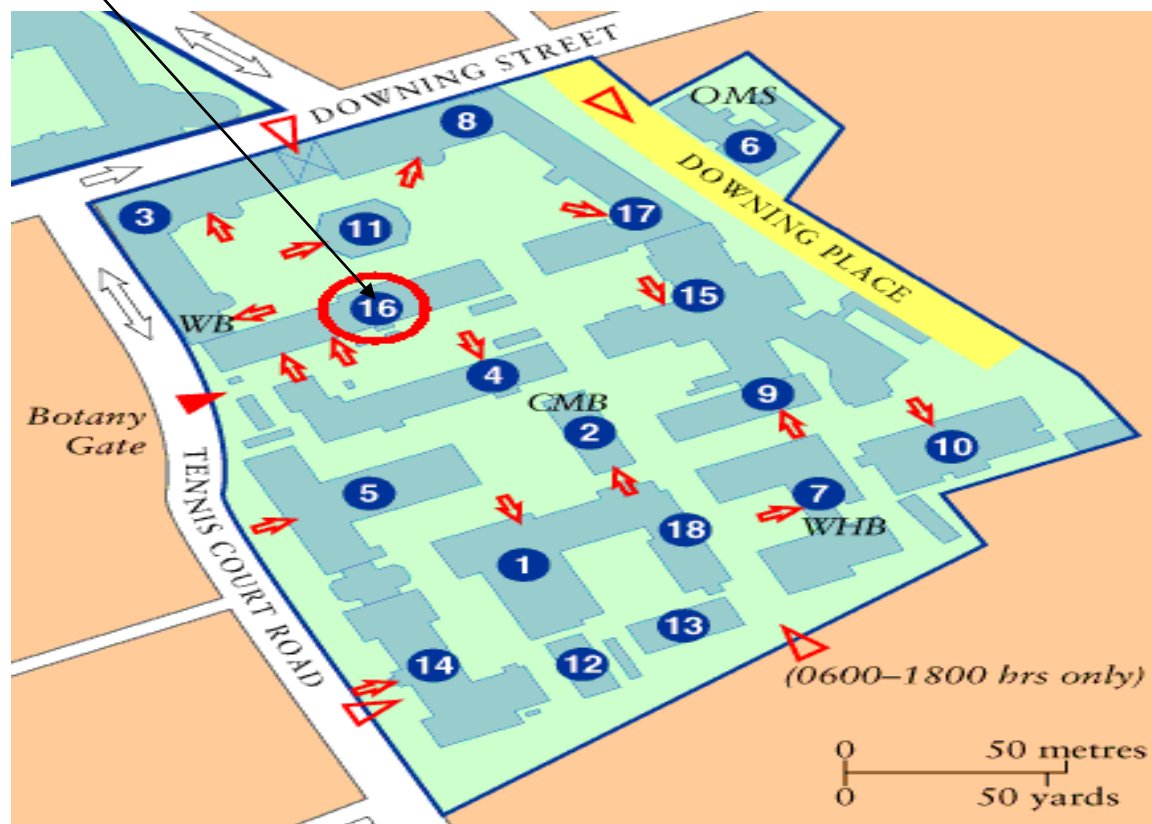 DOWNING STREET
OMS
8
6
3
17
DOWNING PLACE
11
15
16
WB
4
9
CMB
2
Botany
Gate
10
5
7
WHB
TENNIS COURT ROAD
18
1
13
14
12
(0600–1800 hrs only)
0 50 metres
0 50 yards